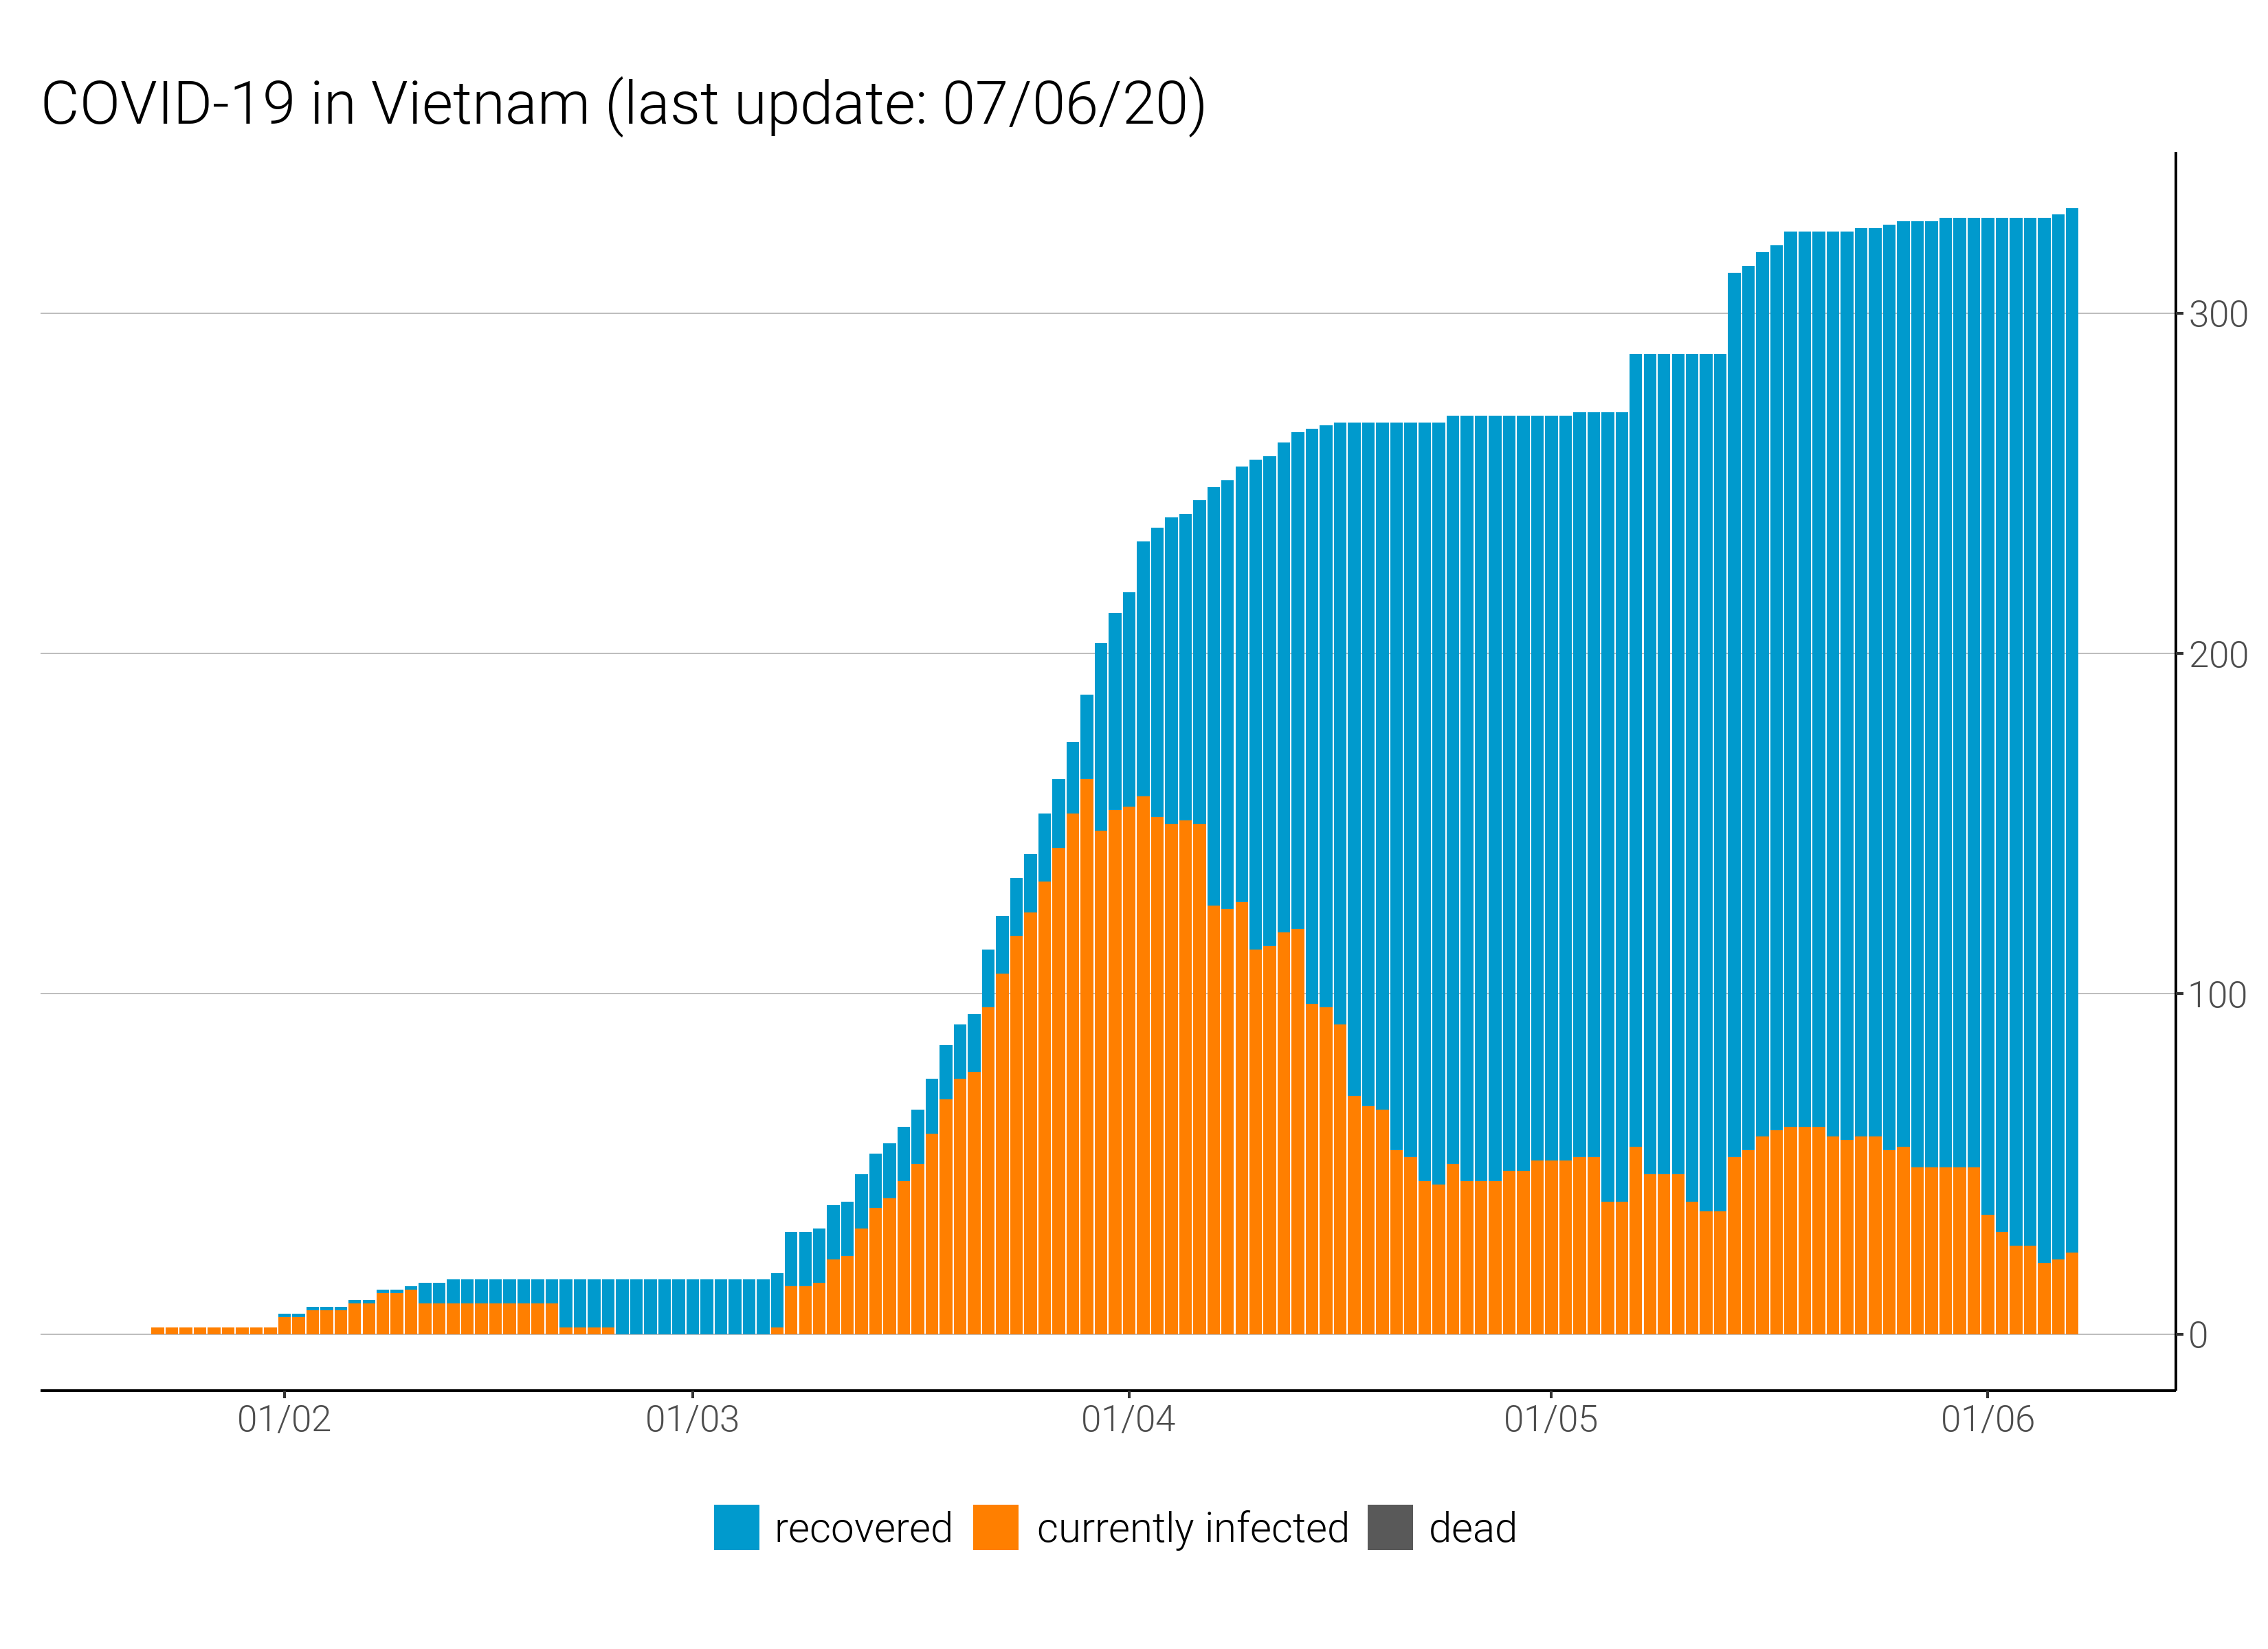 COVID-19 in Vietnam (last update: 07/06/20)
300
200
100
0
01/02 01/03 01/04 01/05 01/06
recovered currently infected dead